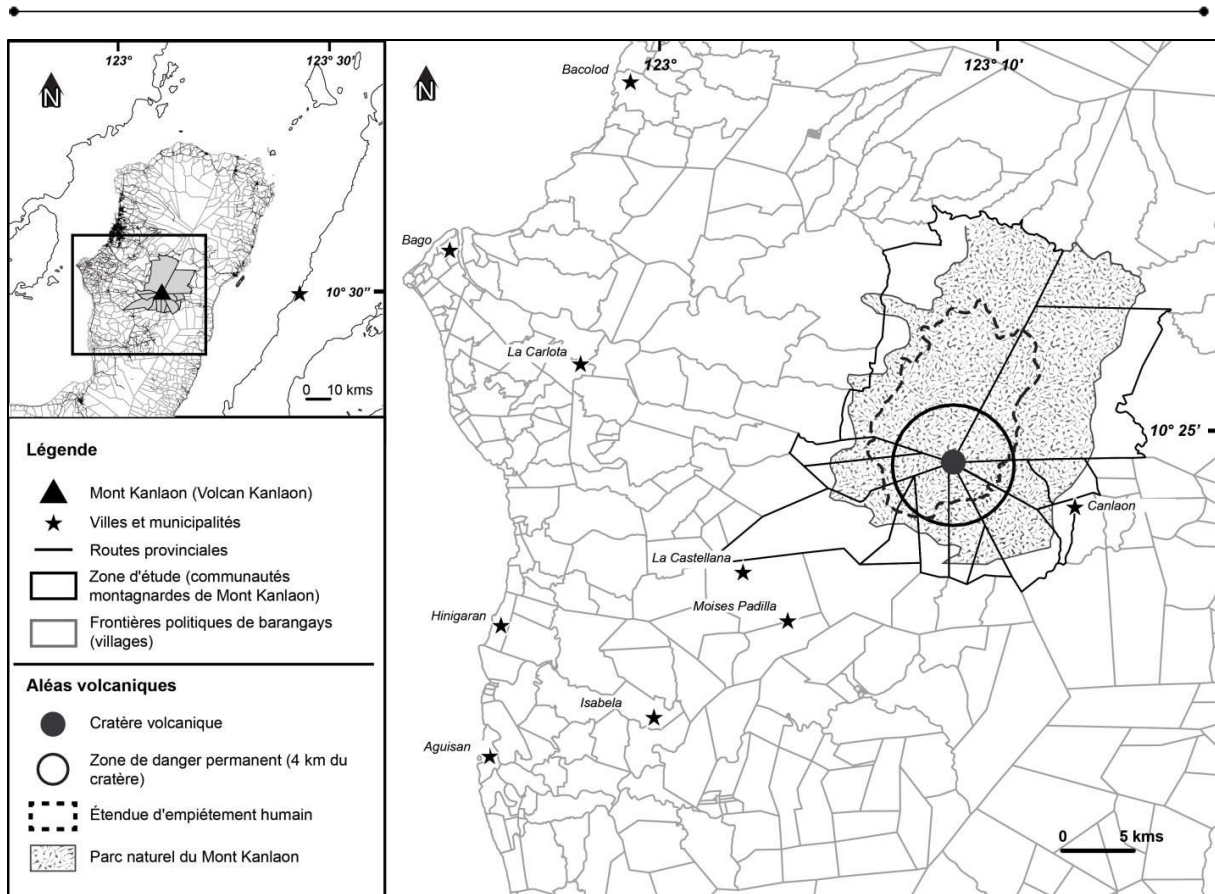 123°
123° 30'
N
10° 30"
0 10 kms
Légende
Mont Kanlaon (Volcan Kanlaon)
Villes et municipalités
Routes provinciales
Zone d'étude (communautés
montagnardes de Mont Kanlaon)
Frontières politiques de barangays
(villages)
Aléas volcaniques
Cratère volcanique
Zone de danger permanent (4 km du
cratère)
Étendue d'empiétement humain
Parc naturel du Mont Kanlaon
123°
123° 10'
N
Bacolod
Bago
La Carlota
10° 25'
Canlaon
La Castellana
Moises Padilla
Hinigaran
Isabela
Aguisan
0 5 kms